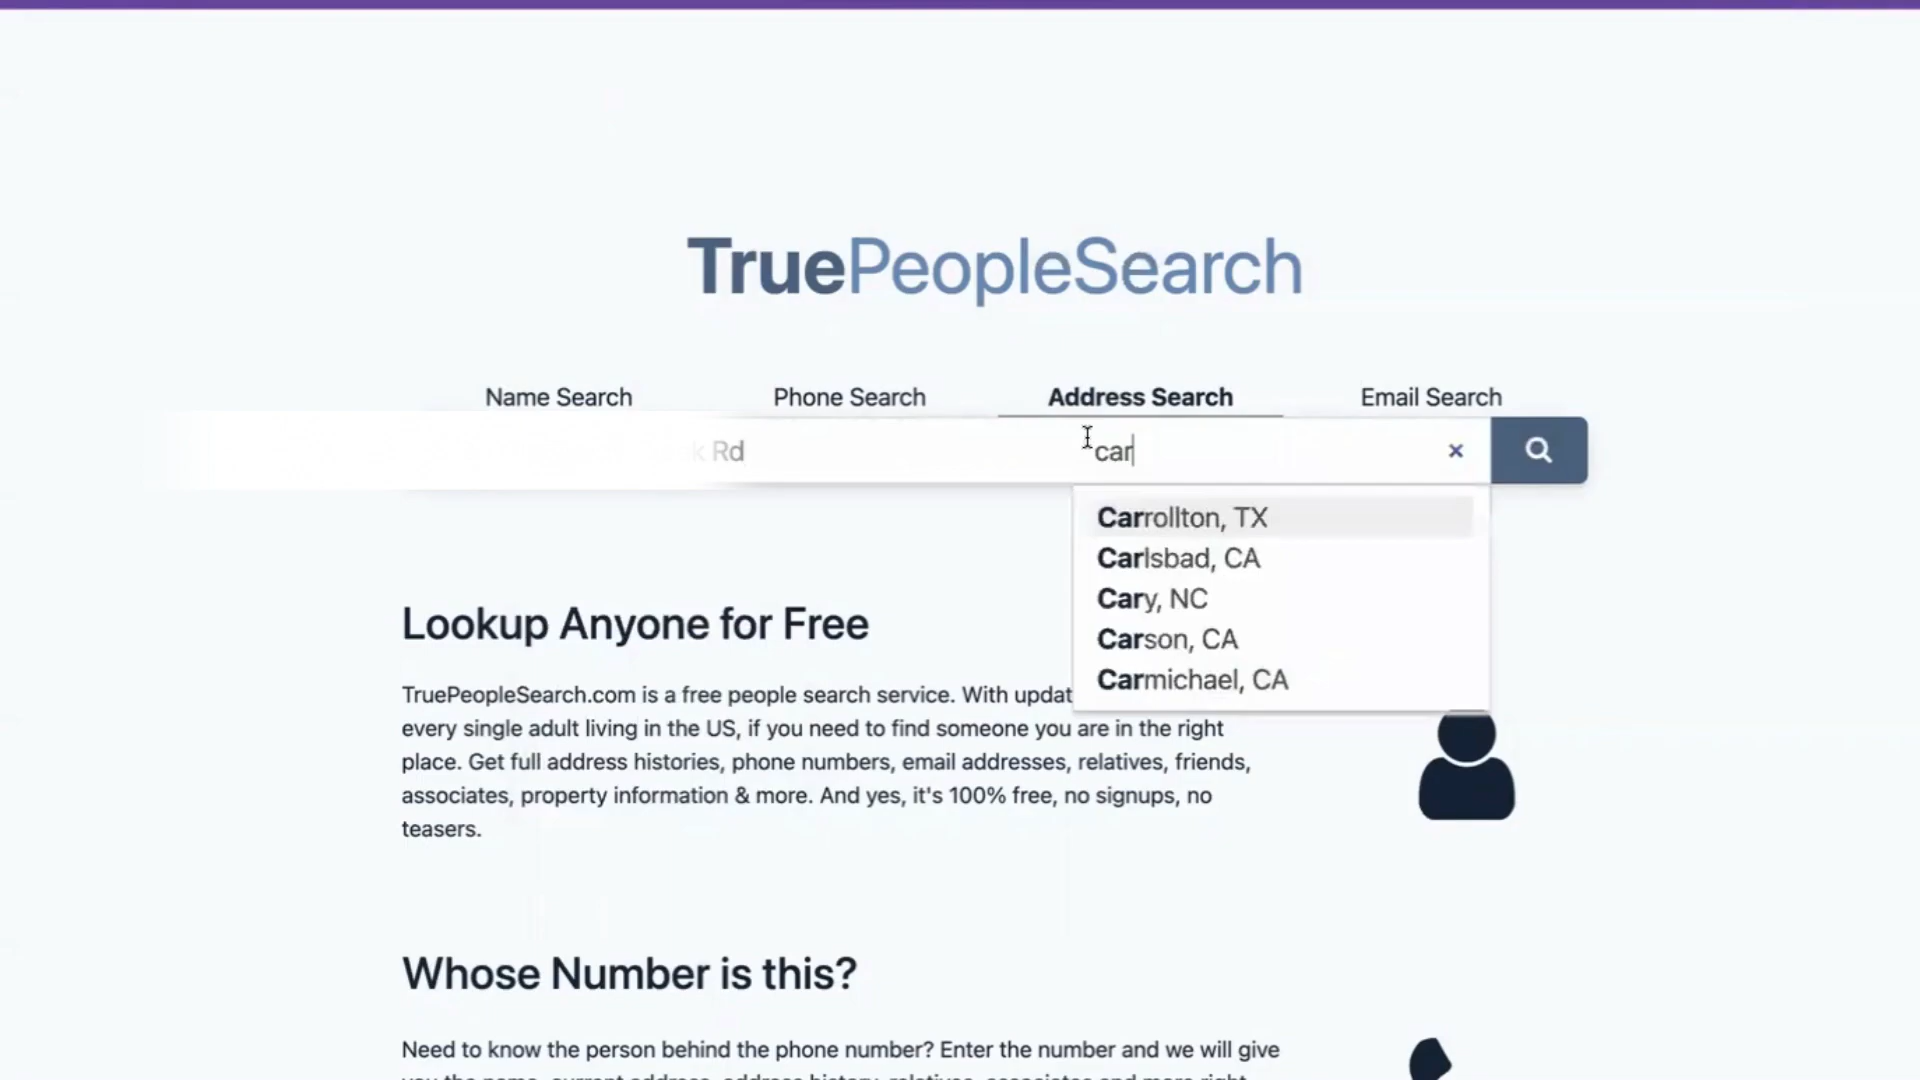 TruePeopleSearch
Name Search
Phone Search
Address Search
Email Search
Rd
car
×
Carrollton, TX
Carlsbad, CA
Cary, NC
Carson, CA
Carmichael, CA
Lookup Anyone for Free
TruePeopleSearch.com is a free people search service. With updat
every single adult living in the US, if you need to find someone you are in the right
place. Get full address histories, phone numbers, email addresses, relatives, friends,
associates, property information & more. And yes, it's 100% free, no signups, no
teasers.
Whose Number is this?
Need to know the person behind the phone number? Enter the number and we will give